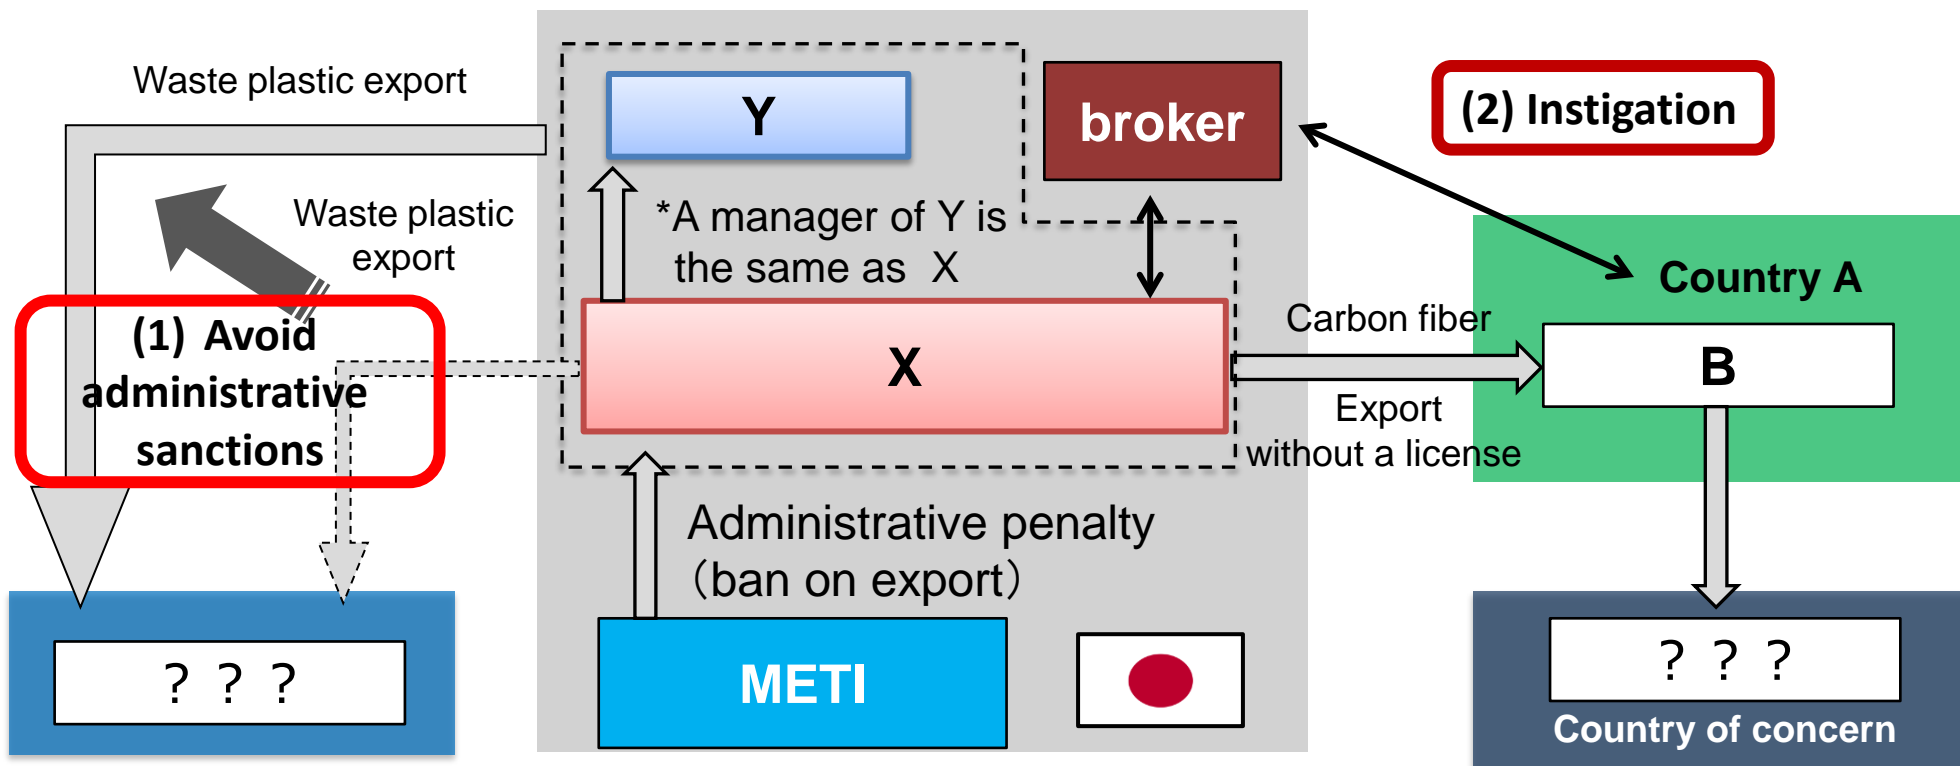 Waste plastic export
Y
broker
(2) Instigation
Waste plastic
export
*A manager of Y is
the same as X
Country A
(1) Avoid
administrative
sanctions
X
Carbon fiber
B
Export
without a license
Administrative penalty
（ban on export）
？？？
METI
？？？
Country of concern